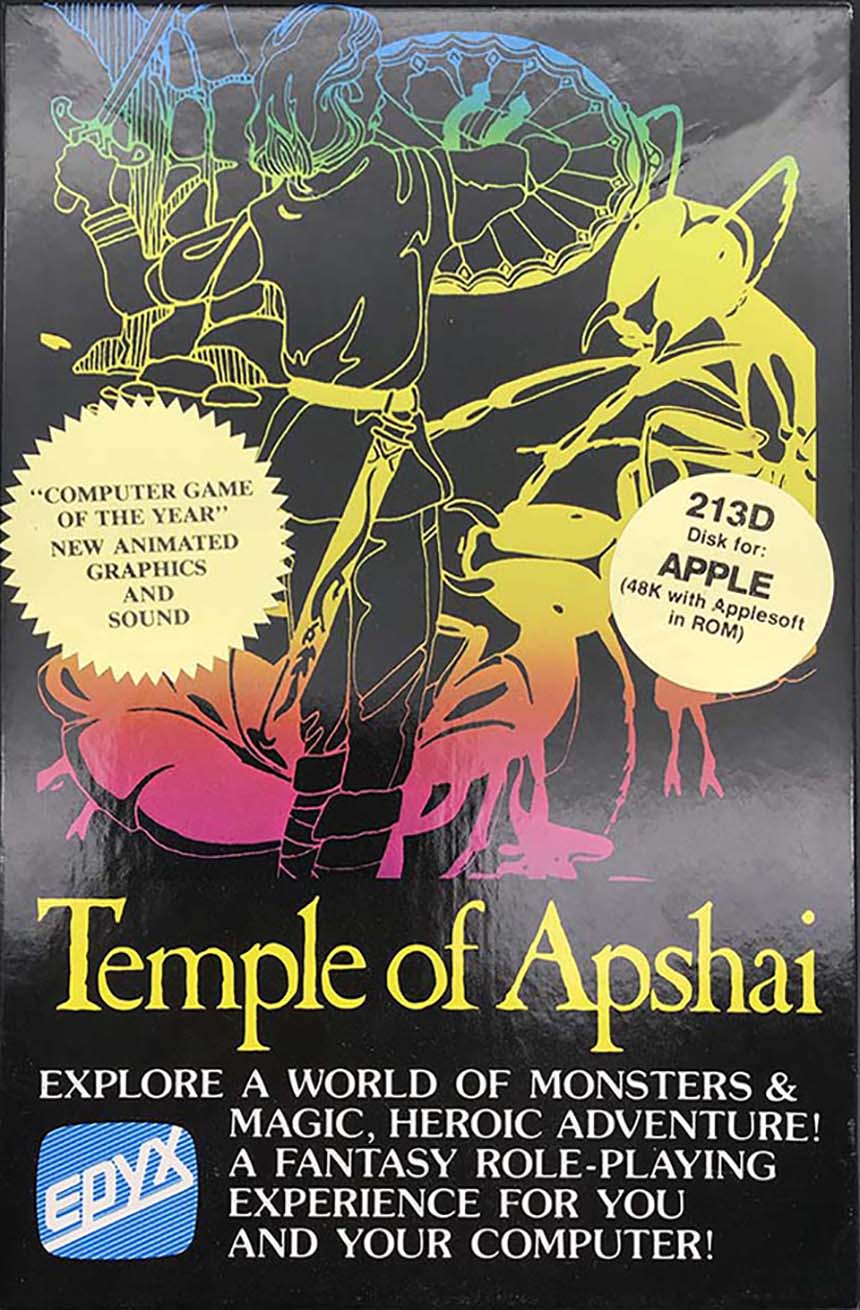 “COMPUTER GAME
OF THE YEAR”
NEW ANIMATED
GRAPHICS
AND
SOUND
213D
Disk for:
APPLE
(48K with Applesoft
in ROM)
Temple of Apshai
EXPLORE A WORLD OF MONSTERS &
MAGIC, HEROIC ADVENTURE!
A FANTASY ROLE-PLAYING
EXPERIENCE FOR YOU
AND YOUR COMPUTER!
EPYX